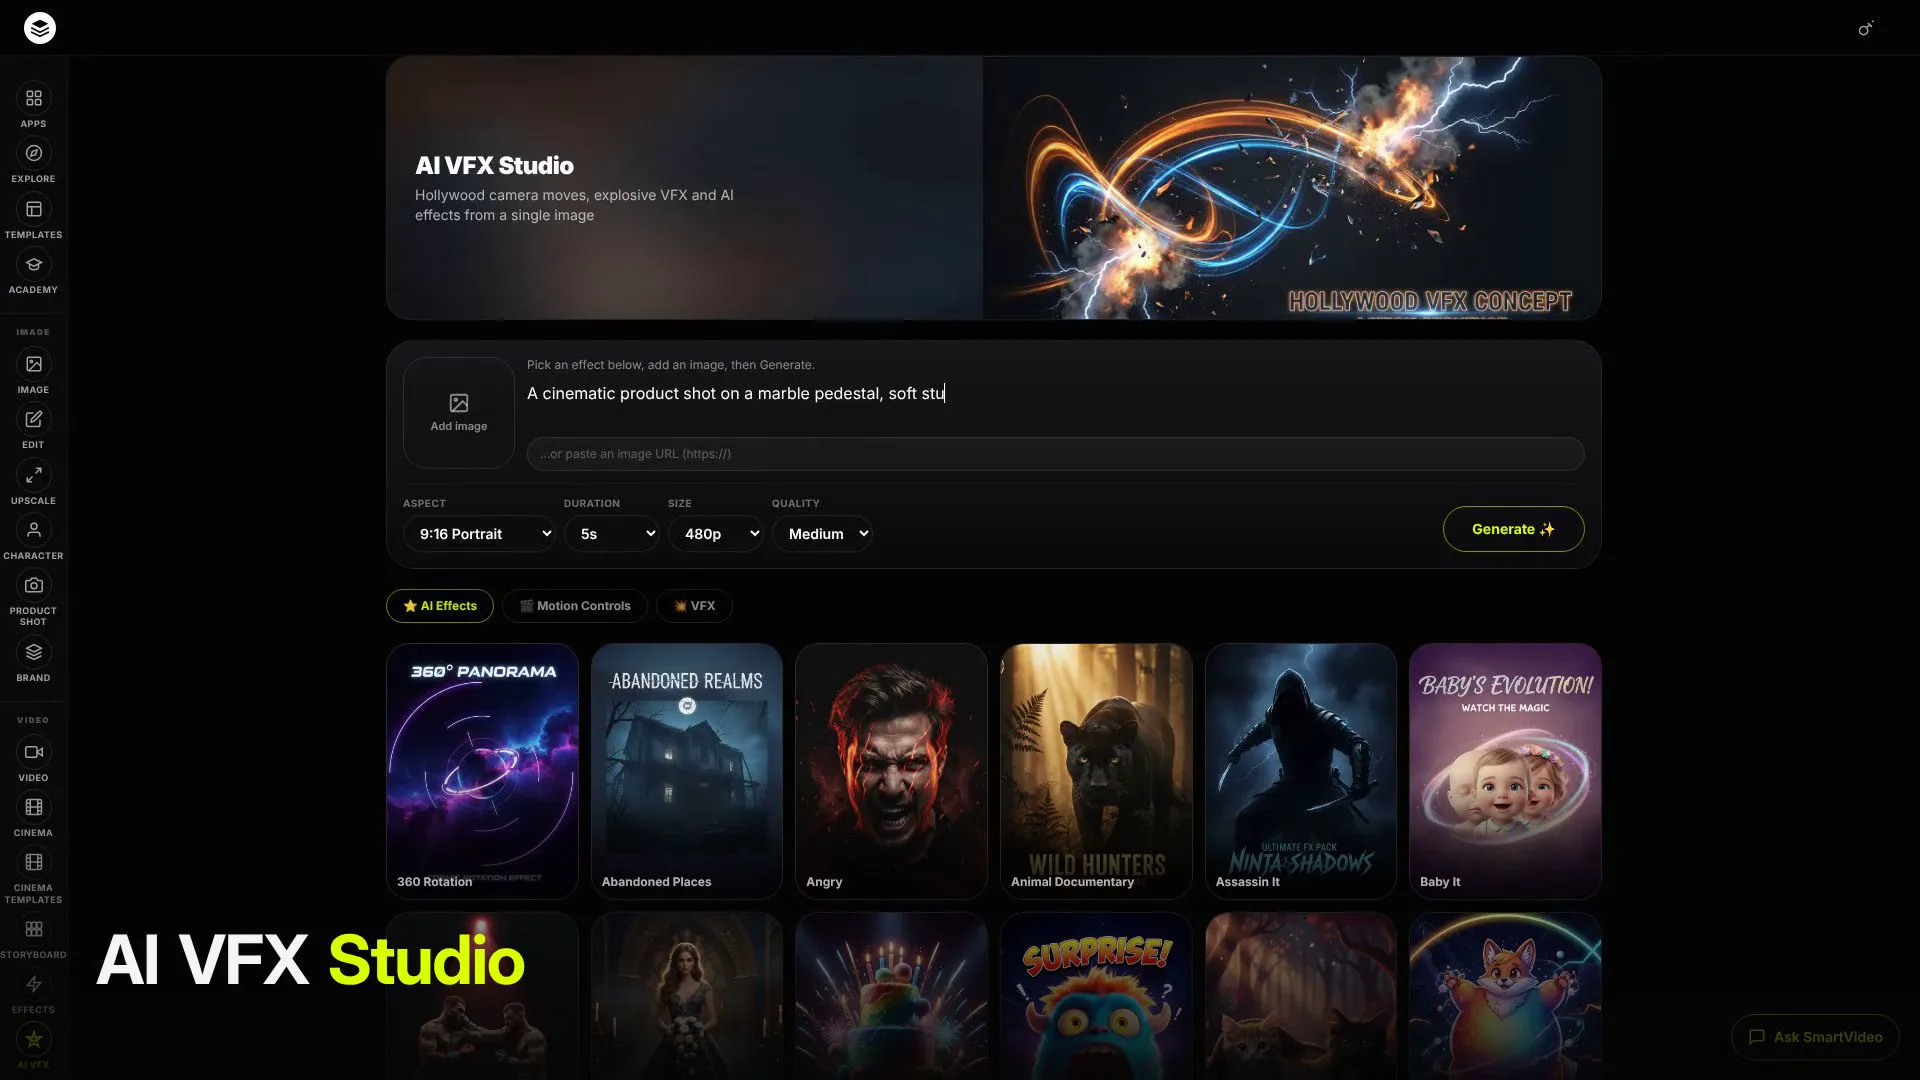 APPS
EXPLORE
TEMPLATES
ACADEMY
IMAGE
IMAGE
EDIT
UPSCALE
CHARACTER
PRODUCT
SHOT
BRAND
VIDEO
VIDEO
CINEMA
CINEMA
TEMPLATES
STORYBOARD
EFFECTS
AI VFX
AI VFX Studio
Hollywood camera moves, explosive VFX and AI
effects from a single image
HOLLYWOOD VFX CONCEPT
Add image
Pick an effect below, add an image, then Generate.
A cinematic product shot on a marble pedestal, soft stu
...or paste an image URL (https://)
ASPECT
DURATION
SIZE
QUALITY
9:16 Portrait
5s
480p
Medium
Generate ✨
⭐ AI Effects
🎬 Motion Controls
💥 VFX
360° PANORAMA
ROTATION EFFECT
360 Rotation
ABANDONED REALMS
Abandoned Places
Angry
WILD HUNTERS
Animal Documentary
ULTIMATE FX PACK
NINJA SHADOWS
Assassin It
BABY'S EVOLUTION!
WATCH THE MAGIC
Baby It
SURPRISE!
AI VFX Studio
Ask SmartVideo